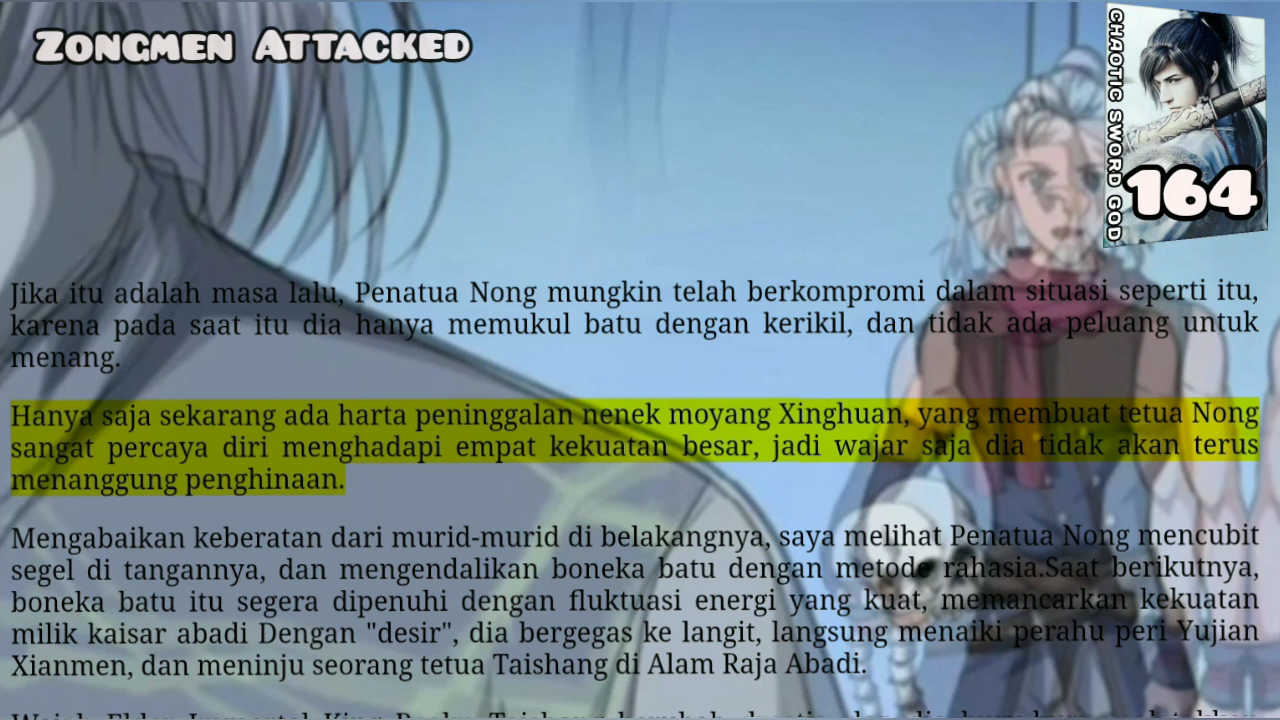 ZONGMEN ATTACKED
CHAOTIC SWORD GOD
164
Jika itu adalah masa lalu, Penatua Nong mungkin telah berkompromi dalam situasi seperti itu,
karena pada saat itu dia hanya memukul batu dengan kerikil, dan tidak ada peluang untuk
menang.
Hanya saja sekarang ada harta peninggalan nenek moyang Xinghuan, yang membuat tetua Nong
sangat percaya diri menghadapi empat kekuatan besar, jadi wajar saja dia tidak akan terus
menanggung penghinaan.
Mengabaikan keberatan dari murid-murid di belakangnya, saya melihat Penatua Nong mencubit
segel di tangannya, dan mengendalikan boneka batu dengan metode rahasia.Saat berikutnya,
boneka batu itu segera dipenuhi dengan fluktuasi energi yang kuat, memancarkan kekuatan
milik kaisar abadi Dengan "desir", dia bergegas ke langit, langsung menaiki perahu peri Yujian
Xianmen, dan meninju seorang tetua Taishang di Alam Raja Abadi.